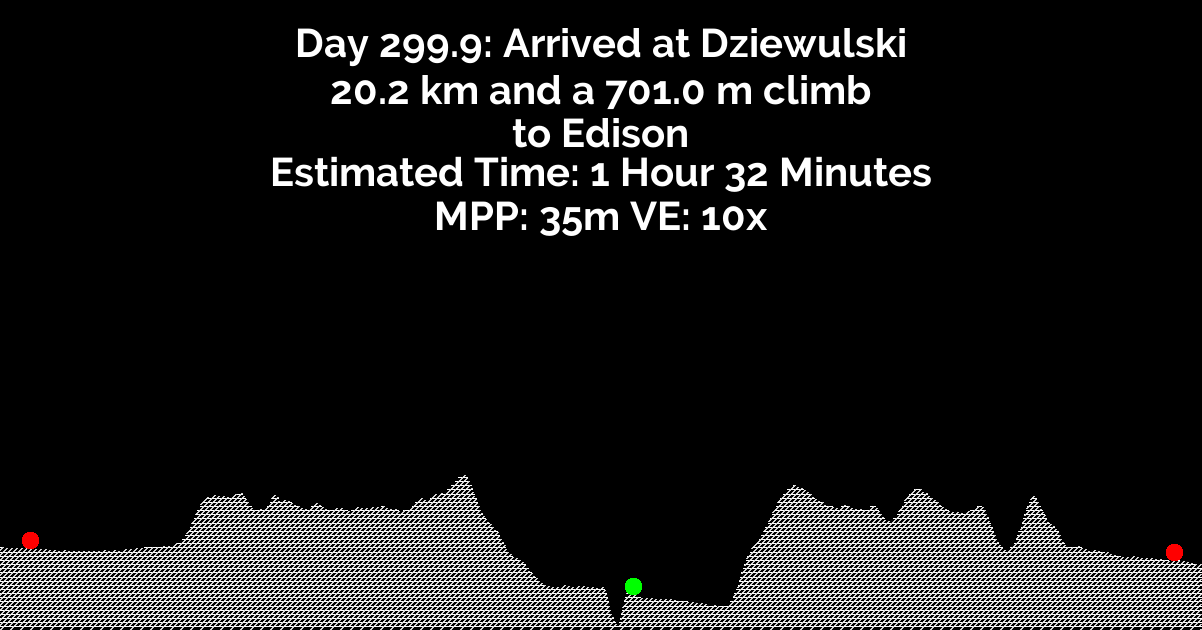 Day 299.9: Arrived at Dziewulski
20.2 km and a 701.0 m climb
to Edison
Estimated Time: 1 Hour 32 Minutes
MPP: 35m VE: 10x